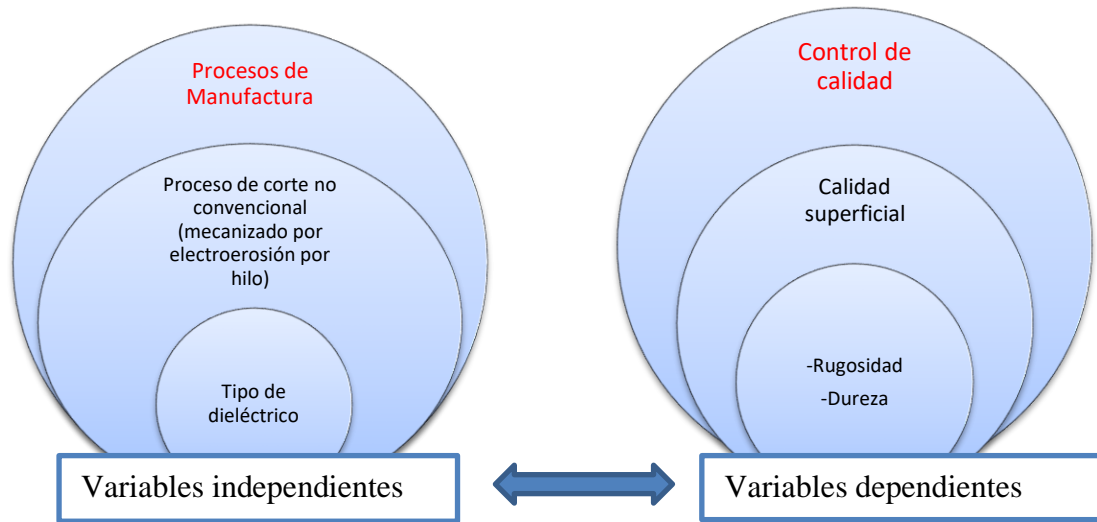 Procesos de
Manufactura
Proceso de corte no
convencional
(mecanizado por
electroerosión por
hilo)
Tipo de
dieléctrico
Variables independientes
Control de
calidad
Calidad
superficial
-Rugosidad
-Dureza
Variables dependientes